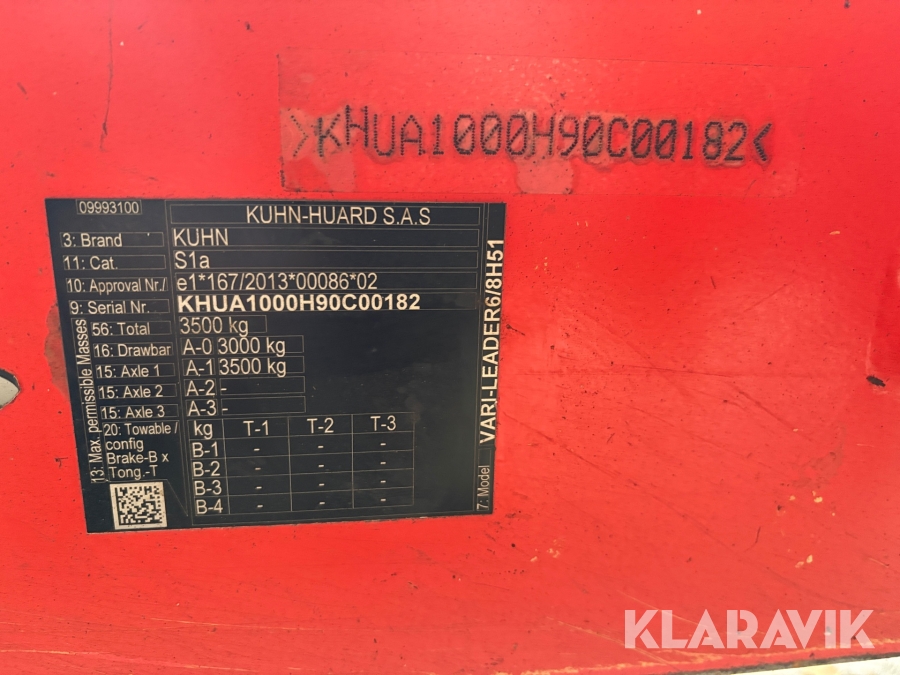 >KHUA1000H90C00182<
09993100
KUHN-HUARD S.A.S
3: Brand KUHN
11: Cat. S1a
10: Approval Nr./ e1*167/2013*00086*02
9: Serial Nr. KHUA1000H90C00182
13: Max. permissible Masses
56: Total 3500 kg
16: Drawbar A-0 3000 kg
15: Axle 1 A-1 3500 kg
15: Axle 2 A-2 -
15: Axle 3 A-3 -
20: Towable / kg T-1 T-2 T-3
config B-1 - - -
Brake-B x B-2 - - -
Tong.-T B-3 - - -
B-4 - - -
7: Model VARI-LEADER6/8H51
KLARAVIK